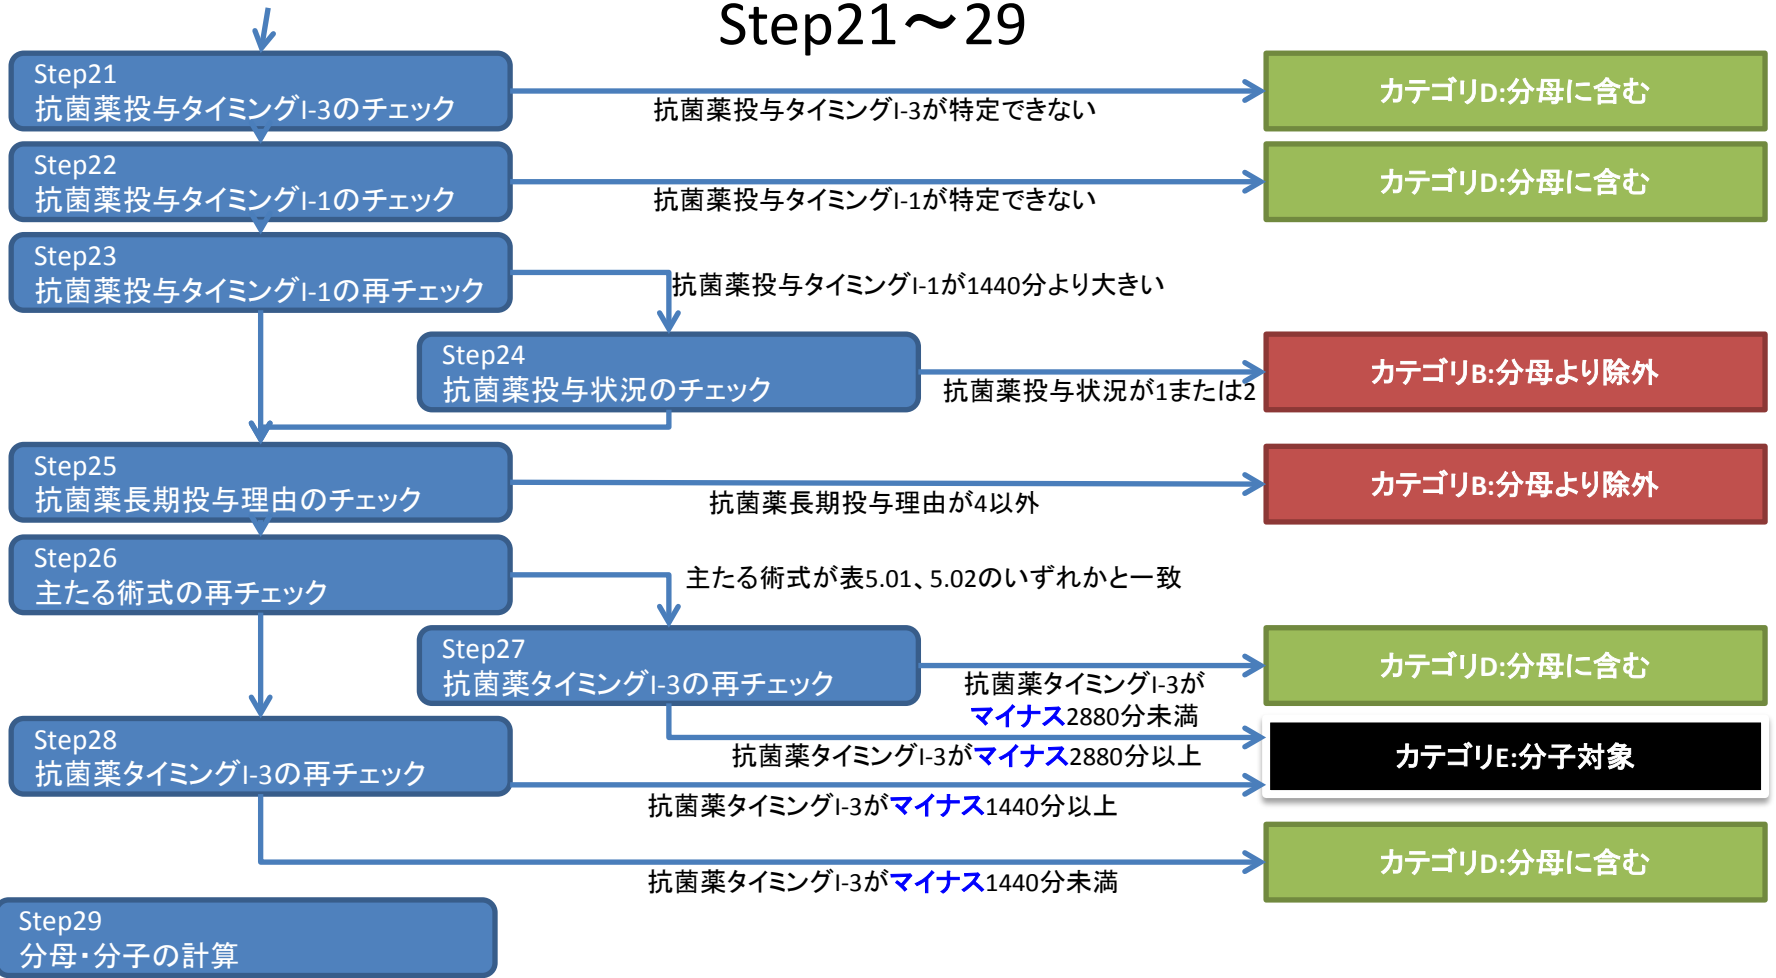 Step21～29
Step21
抗菌薬投与タイミングI-3のチェック
抗菌薬投与タイミングI-3が特定できない
カテゴリD:分母に含む
Step22
抗菌薬投与タイミングI-1のチェック
抗菌薬投与タイミングI-1が特定できない
カテゴリD:分母に含む
Step23
抗菌薬投与タイミングI-1の再チェック
抗菌薬投与タイミングI-1が1440分より大きい
Step24
抗菌薬投与状況のチェック
抗菌薬投与状況が1または2
カテゴリB:分母より除外
Step25
抗菌薬長期投与理由のチェック
抗菌薬長期投与理由が4以外
カテゴリB:分母より除外
Step26
主たる術式の再チェック
主たる術式が表5.01、5.02のいずれかと一致
Step27
抗菌薬タイミングI-3の再チェック
抗菌薬タイミングI-3が
マイナス2880分未満
カテゴリD:分母に含む
抗菌薬タイミングI-3がマイナス2880分以上
カテゴリE:分子対象
Step28
抗菌薬タイミングI-3の再チェック
抗菌薬タイミングI-3がマイナス1440分以上
抗菌薬タイミングI-3がマイナス1440分未満
カテゴリD:分母に含む
Step29
分母・分子の計算